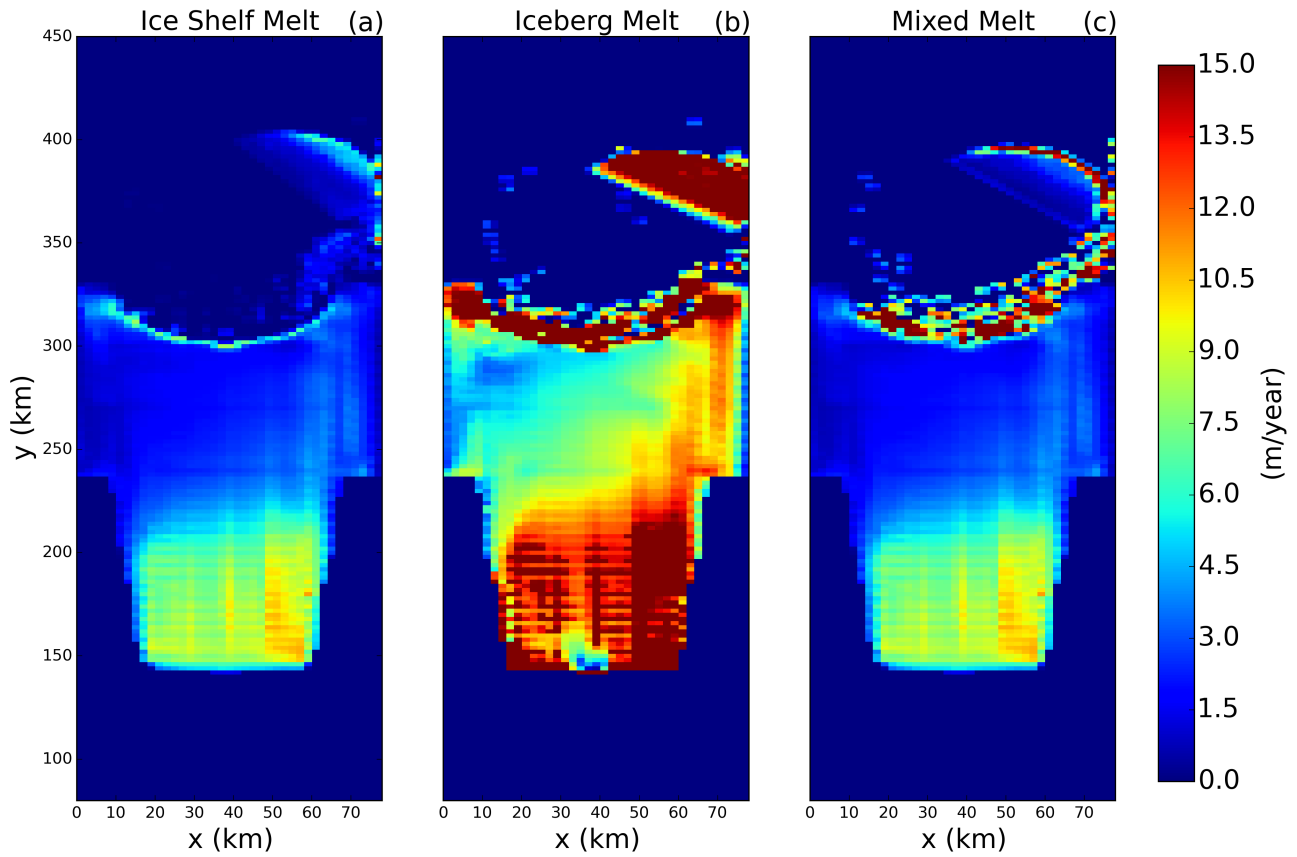 Ice Shelf Melt (a)
Iceberg Melt (b)
Mixed Melt (c)
450
400
350
300
250
200
150
100
y (km)
0 10 20 30 40 50 60 70
x (km)
0 10 20 30 40 50 60 70
x (km)
0 10 20 30 40 50 60 70
x (km)
15.0
13.5
12.0
10.5
9.0
7.5
6.0
4.5
3.0
1.5
0.0
(m/year)